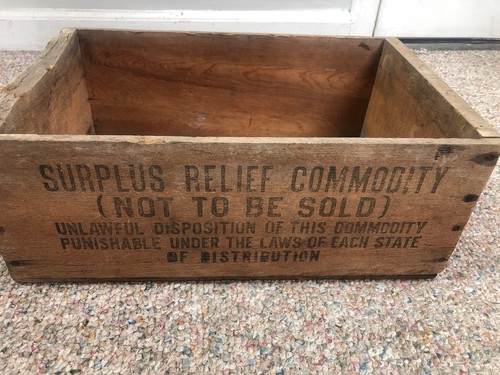 SURPLUS RELIEF COMMODITY
(NOT TO BE SOLD)
UNLAWFUL DISPOSITION OF THIS COMMODITY
PUNISHABLE UNDER THE LAWS OF EACH STATE
OF DISTRIBUTION